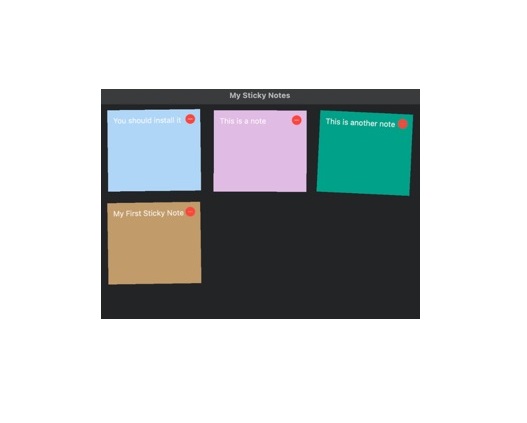 My Sticky Notes
You should install it
This is a note
This is another note
My First Sticky Note